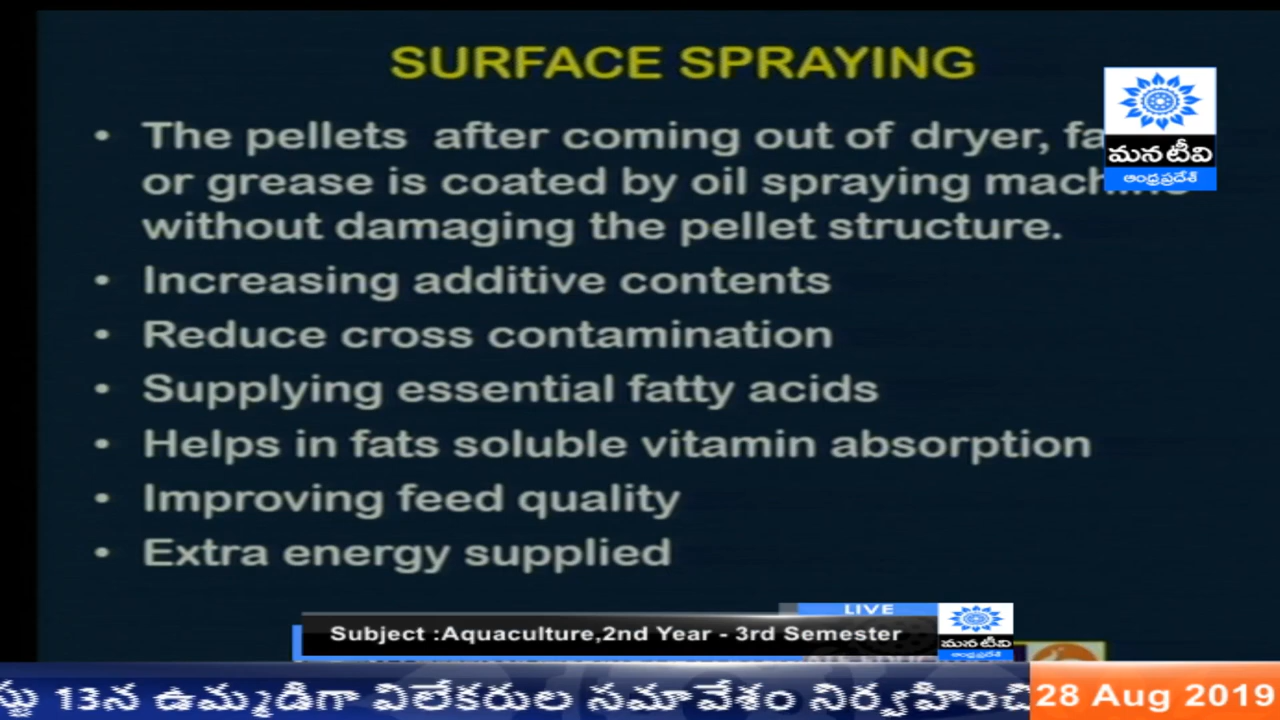 SURFACE SPRAYING
• The pellets after coming out of dryer,
or grease is coated by oil spraying
without damaging the pellet structure.
• Increasing additive contents
• Reduce cross contamination
• Supplying essential fatty acids
• Helps in fats soluble vitamin absorption
• Improving feed quality
• Extra energy supplied
మన టీవి
ఆంధ్రప్రదేశ్
LIVE
Subject :Aquaculture,2nd Year - 3rd Semester
మన టీవి
ఆంధ్రప్రదేశ్
13న ఉమ్మడిగా విలేకరుల సమావేశం
28 Aug 2019